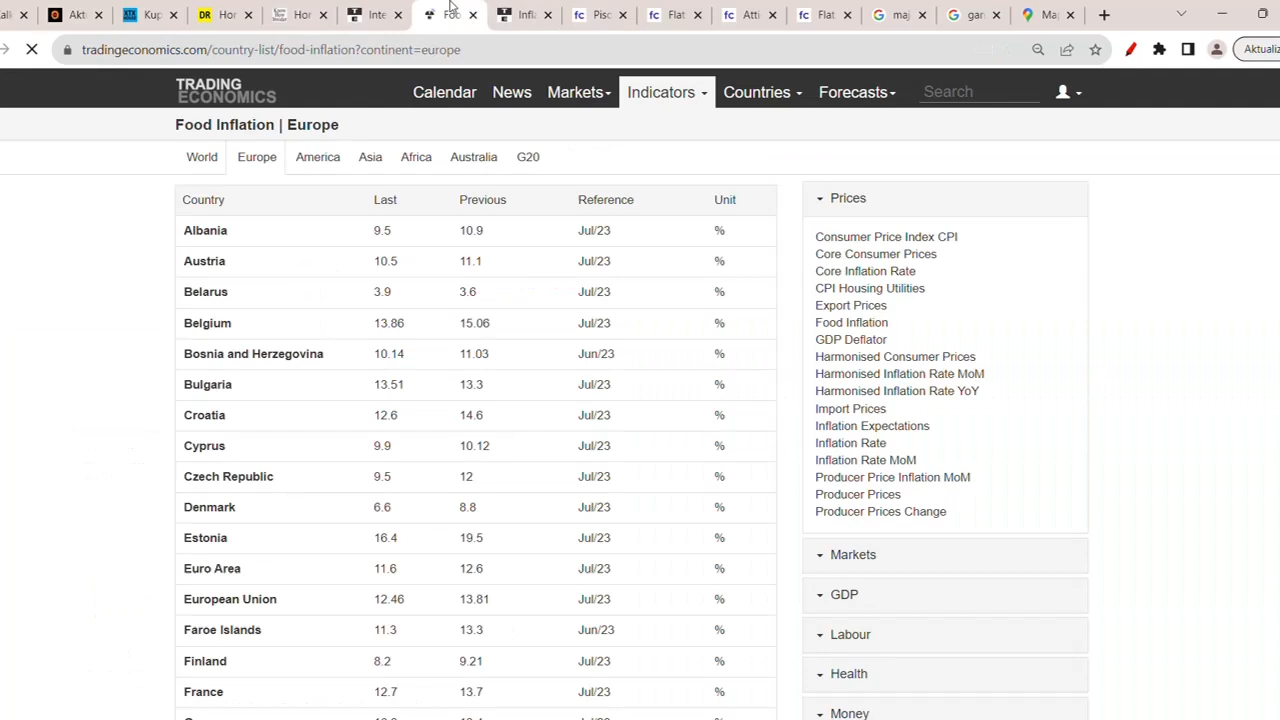 Kup
Hor
Hor
Inte
Infla
Pisc
Flat
Atti
Flat
maj
gan
Map
tradingeconomics.com/country-list/food-inflation?continent=europe
Aktualiz
TRADING
ECONOMICS
Calendar News Markets Indicators Countries Forecasts Search
Food Inflation | Europe
World Europe America Asia Africa Australia G20
Country Last Previous Reference Unit
Albania 9.5 10.9 Jul/23 %
Austria 10.5 11.1 Jul/23 %
Belarus 3.9 3.6 Jul/23 %
Belgium 13.86 15.06 Jul/23 %
Bosnia and Herzegovina 10.14 11.03 Jun/23 %
Bulgaria 13.51 13.3 Jul/23 %
Croatia 12.6 14.6 Jul/23 %
Cyprus 9.9 10.12 Jul/23 %
Czech Republic 9.5 12 Jul/23 %
Denmark 6.6 8.8 Jul/23 %
Estonia 16.4 19.5 Jul/23 %
Euro Area 11.6 12.6 Jul/23 %
European Union 12.46 13.81 Jul/23 %
Faroe Islands 11.3 13.3 Jun/23 %
Finland 8.2 9.21 Jul/23 %
France 12.7 13.7 Jul/23 %
Prices
Consumer Price Index CPI
Core Consumer Prices
Core Inflation Rate
CPI Housing Utilities
Export Prices
Food Inflation
GDP Deflator
Harmonised Consumer Prices
Harmonised Inflation Rate MoM
Harmonised Inflation Rate YoY
Import Prices
Inflation Expectations
Inflation Rate
Inflation Rate MoM
Producer Price Inflation MoM
Producer Prices
Producer Prices Change
Markets
GDP
Labour
Health
Money